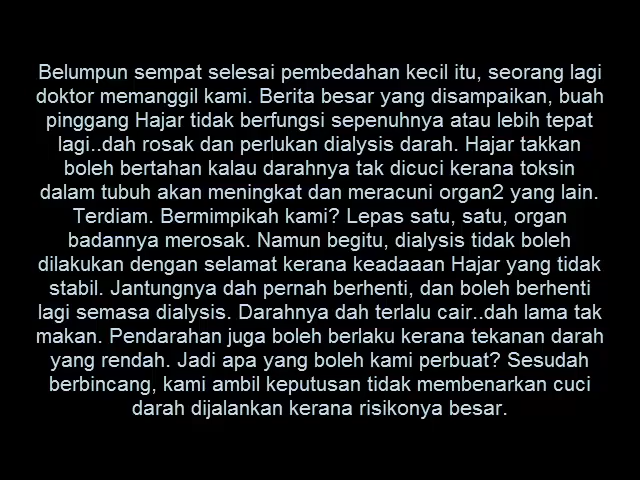 Belumpun sempat selesai pembedahan kecil itu, seorang lagi
doktor memanggil kami. Berita besar yang disampaikan, buah
pinggang Hajar tidak berfungsi sepenuhnya atau lebih tepat
lagi..dah rosak dan perlukan dialysis darah. Hajar takkan
boleh bertahan kalau darahnya tak dicuci kerana toksin
dalam tubuh akan meningkat dan meracuni organ2 yang lain.
Terdiam. Bermimpikah kami? Lepas satu, satu, organ
badannya merosak. Namun begitu, dialysis tidak boleh
dilakukan dengan selamat kerana keadaaan Hajar yang tidak
stabil. Jantungnya dah pernah berhenti, dan boleh berhenti
lagi semasa dialysis. Darahnya dah terlalu cair..dah lama tak
makan. Pendarahan juga boleh berlaku kerana tekanan darah
yang rendah. Jadi apa yang boleh kami perbuat? Sesudah
berbincang, kami ambil keputusan tidak membenarkan cuci
darah dijalankan kerana risikonya besar.